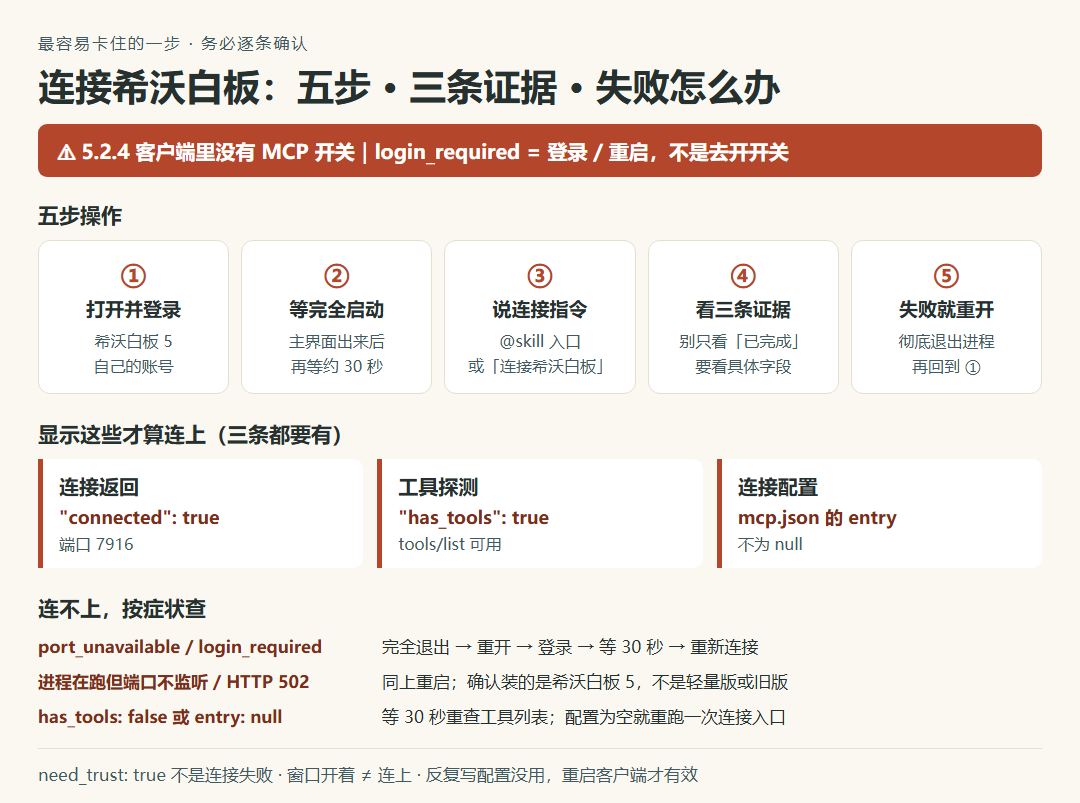 最容易卡住的一步 · 务必逐条确认
连接希沃白板：五步 • 三条证据 • 失败怎么办
⚠ 5.2.4 客户端里没有 MCP 开关 | login_required = 登录 / 重启，不是去开开关
五步操作
①
打开并登录
希沃白板 5
自己的账号
②
等完全启动
主界面出来后
再等约 30 秒
③
说连接指令
@skill 入口
或「连接希沃白板」
④
看三条证据
别只看「已完成」
要看具体字段
⑤
失败就重开
彻底退出进程
再回到 ①
显示这些才算连上（三条都要有）
连接返回
"connected": true
端口 7916
工具探测
"has_tools": true
tools/list 可用
连接配置
mcp.json 的 entry
不为 null
连不上，按症状查
port_unavailable / login_required 完全退出 → 重开 → 登录 → 等 30 秒 → 重新连接
进程在跑但端口不监听 / HTTP 502 同上重启；确认装的是希沃白板 5，不是轻量版或旧版
has_tools: false 或 entry: null 等 30 秒重查工具列表；配置为空就重跑一次连接入口
need_trust: true 不是连接失败 · 窗口开着 ≠ 连上 · 反复写配置没用，重启客户端才有效